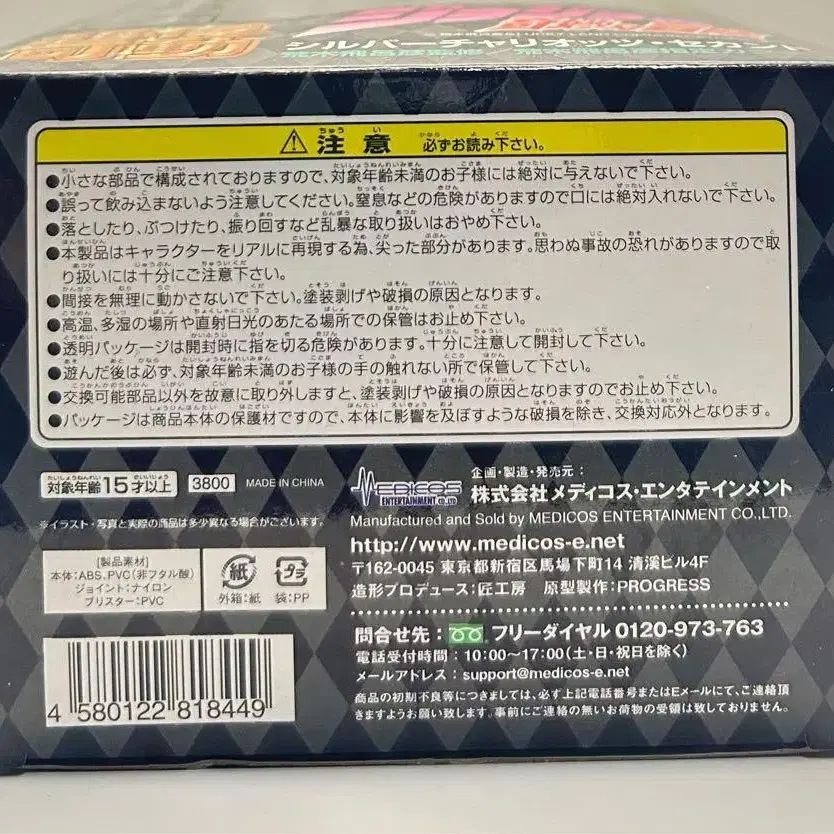 超像可動
シルバーチャリオッツ・セカンド
荒木飛呂彦監修・荒木飛呂彦指定カラー
注意 必ずお読み下さい。
●小さな部品で構成されておりますので、対象年齢未満のお子様には絶対に与えないで下さい。
●誤って飲み込まないよう注意してください。窒息などの危険がありますので口には絶対入れないで下さい。
●落としたり、ぶつけたり、振り回すなど乱暴な取り扱いはおやめ下さい。
●本製品はキャラクターをリアルに再現する為、尖った部分があります。思わぬ事故の恐れがありますので取
り扱いには十分にご注意下さい。
●間接を無理に動かさないで下さい。塗装剥げや破損の原因となります。
●高温、多湿の場所や直射日光のあたる場所での保管はお止め下さい。
●透明パッケージは開封時に指を切る危険があります。十分に注意して開封して下さい。
●遊んだ後は必ず、対象年齢未満のお子様の手の触れない所で保管して下さい。
●交換可能部品以外を故意に取り外しますと、塗装剥げや破損の原因となりますのでお止め下さい。
●パッケージは商品本体の保護材ですので、本体に影響を及ぼすような破損を除き、交換対応外となります。
対象年齢15才以上 3800 MADE IN CHINA
※イラスト・写真と実際の商品は多少異なる場合がございます。
[製品素材]
本体:ABS、PVC(非フタル酸)
ジョイント:ナイロン
ブリスター:PVC
紙
外箱:紙
プラ
袋:PP
4 580122 818449
MEDICOS
ENTERTAINMENT CO.,LTD.
企画・製造・発売元:
株式会社メディコス・エンタテインメント
Manufactured and Sold by MEDICOS ENTERTAINMENT CO.,LTD.
http://www.medicos-e.net
〒162-0045 東京都新宿区馬場下町14 清溪ビル4F
造形プロデュース:匠工房 原型製作:PROGRESS
問合せ先: フリーダイヤル 0120-973-763
電話受付時間:10:00〜17:00(土・日・祝日を除く)
メールアドレス:support@medicos-e.net
商品の初期不良等につきましては、必ず上記電話番号またはEメールにて、ご連絡頂
きますようお願い致します。事前にご連絡の無いお荷物の受領は致しておりません。